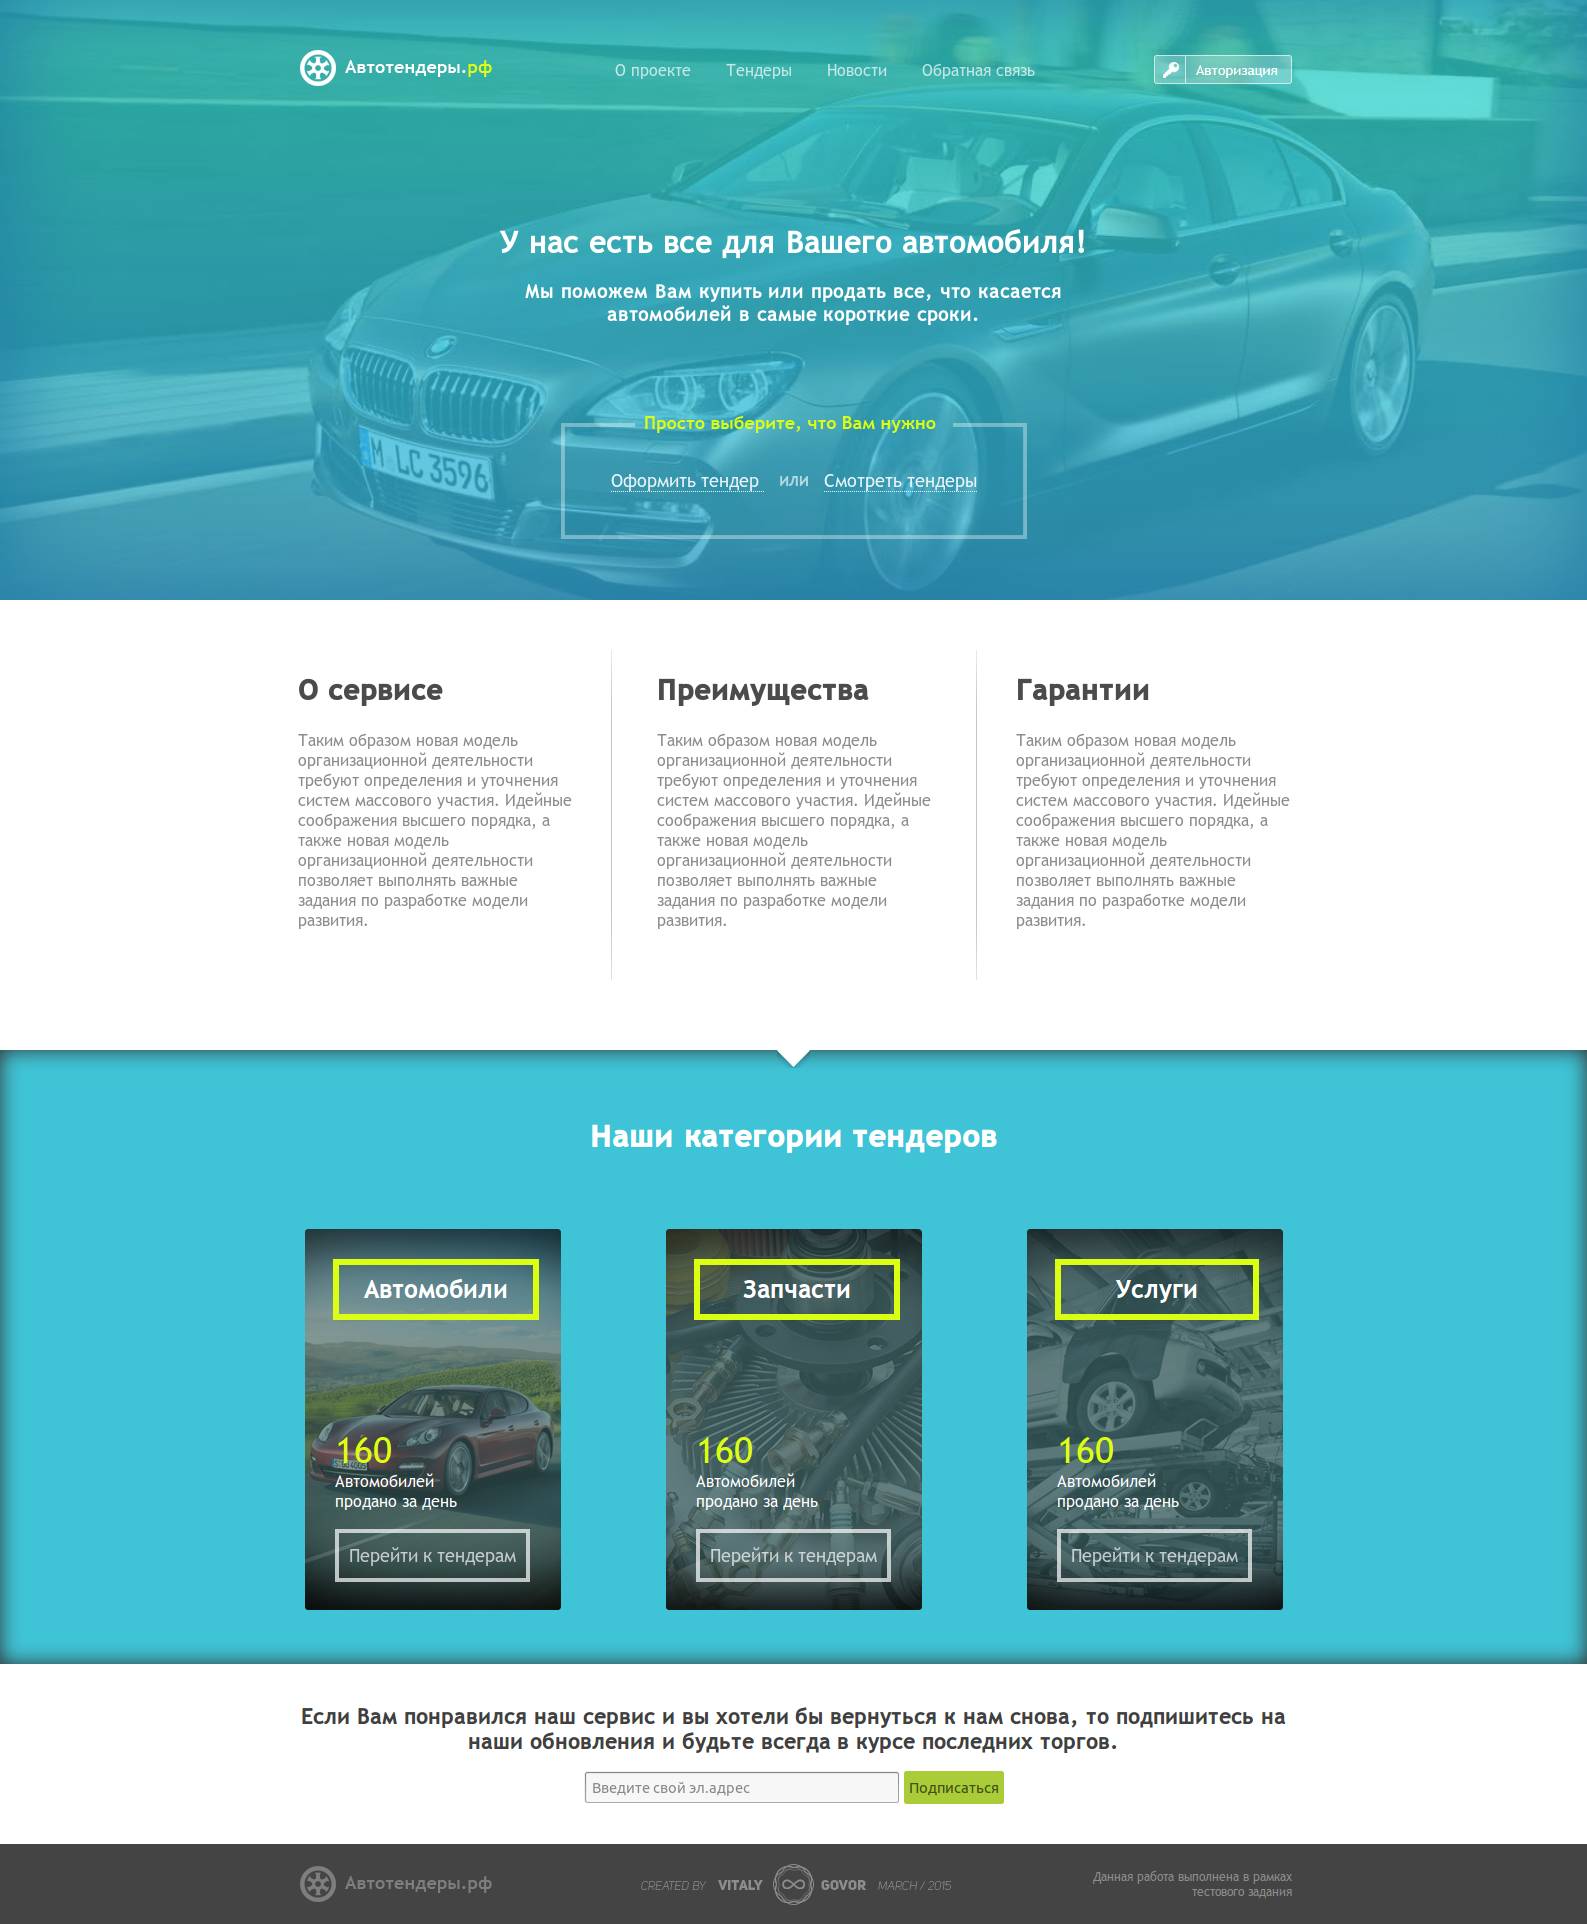 Автотендеры.рф
О проекте Тендеры Новости Обратная связь
Авторизация
У нас есть все для Вашего автомобиля!
Мы поможем Вам купить или продать все, что касается
автомобилей в самые короткие сроки.
Просто выберите, что Вам нужно
M LC 3596
Оформить тендер или Смотреть тендеры
О сервисе
Таким образом новая модель
организационной деятельности
требуют определения и уточнения
систем массового участия. Идейные
соображения высшего порядка, а
также новая модель
организационной деятельности
позволяет выполнять важные
задания по разработке модели
развития.
Преимущества
Таким образом новая модель
организационной деятельности
требуют определения и уточнения
систем массового участия. Идейные
соображения высшего порядка, а
также новая модель
организационной деятельности
позволяет выполнять важные
задания по разработке модели
развития.
Гарантии
Таким образом новая модель
организационной деятельности
требуют определения и уточнения
систем массового участия. Идейные
соображения высшего порядка, а
также новая модель
организационной деятельности
позволяет выполнять важные
задания по разработке модели
развития.
Наши категории тендеров
Автомобили
160
Автомобилей
продано за день
Перейти к тендерам
Запчасти
160
Автомобилей
продано за день
Перейти к тендерам
Услуги
160
Автомобилей
продано за день
Перейти к тендерам
Если Вам понравился наш сервис и вы хотели бы вернуться к нам снова, то подпишитесь на
наши обновления и будьте всегда в курсе последних торгов.
Введите свой эл.адрес
Подписаться
Автотендеры.рф
CREATED BY VITALY GOVOR MARCH / 2015
Данная работа выполнена в рамках
тестового задания